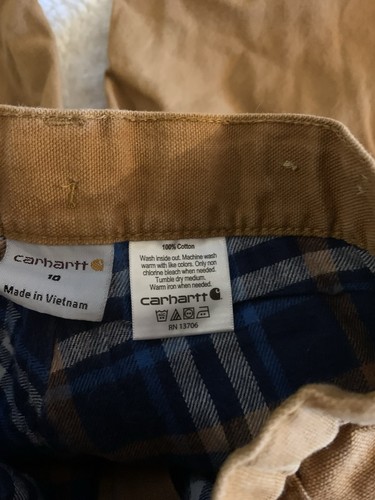 carhartt
10
Made in Vietnam
100% Cotton
Wash inside out. Machine wash
warm with like colors. Only non
chlorine bleach when needed.
Tumble dry medium.
Warm iron when needed.
carhartt
RN 13706